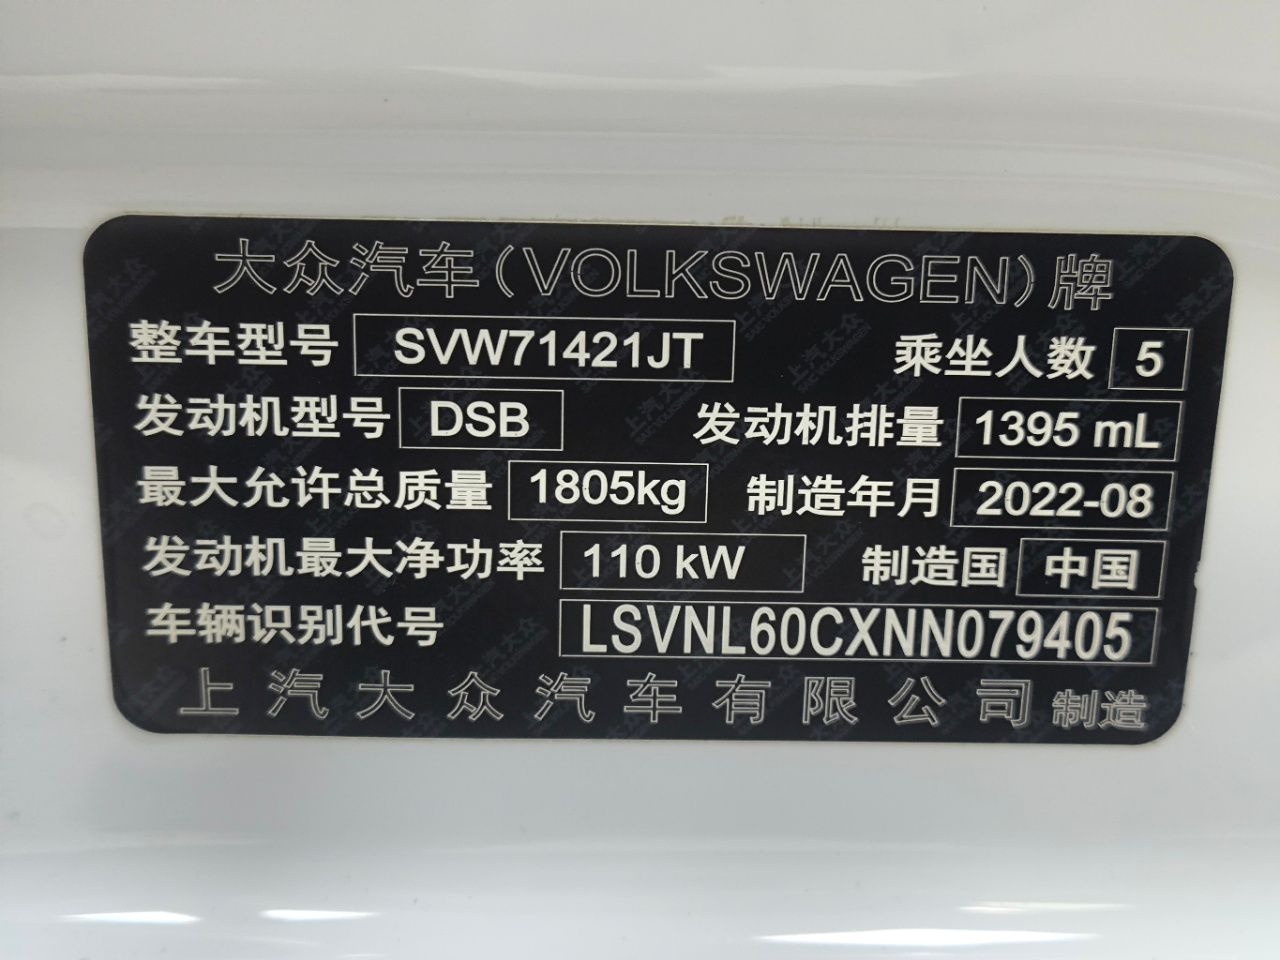 大众汽车(VOLKSWAGEN)牌
整车型号 SVW71421JT 乘坐人数 5
发动机型号 DSB 发动机排量 1395 mL
最大允许总质量 1805kg 制造年月 2022-08
发动机最大净功率 110 kW 制造国 中国
车辆识别代号 LSVNL60CXNN079405
上汽大众汽车有限公司 制造